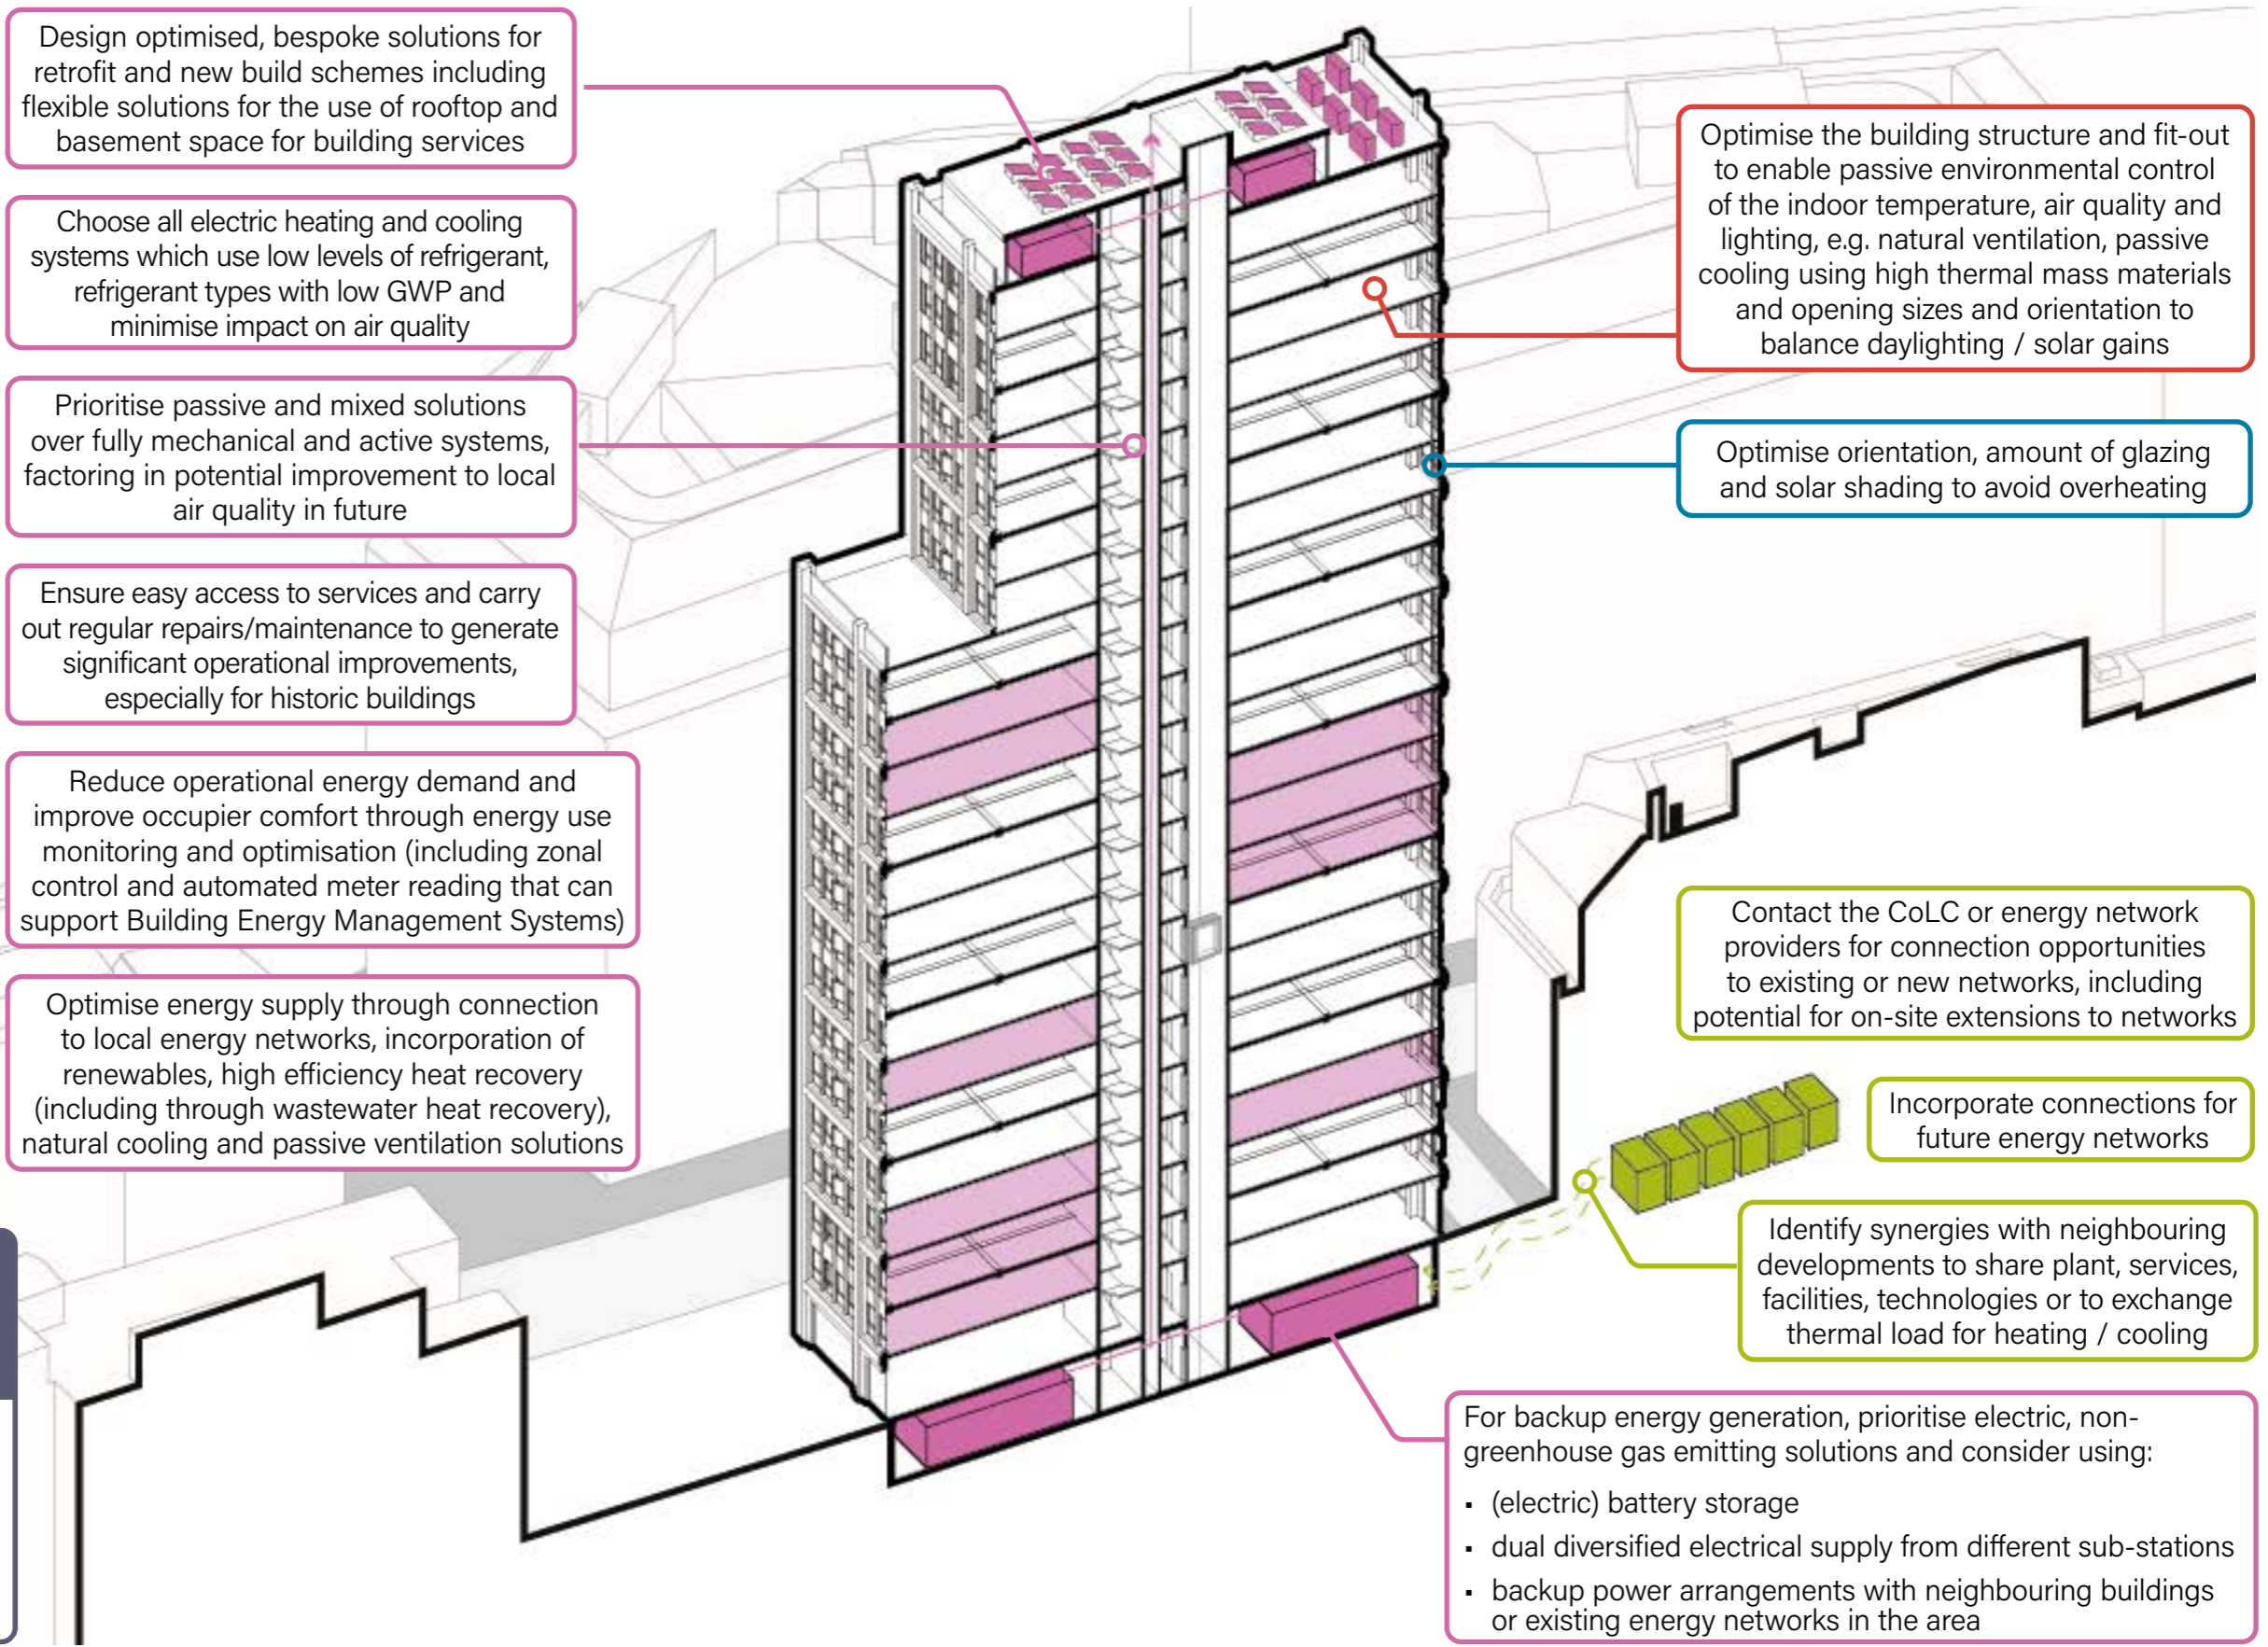 Design optimised, bespoke solutions for
retrofit and new build schemes including
flexible solutions for the use of rooftop and
basement space for building services
Choose all electric heating and cooling
systems which use low levels of refrigerant,
refrigerant types with low GWP and
minimise impact on air quality
Prioritise passive and mixed solutions
over fully mechanical and active systems,
factoring in potential improvement to local
air quality in future
Ensure easy access to services and carry
out regular repairs/maintenance to generate
significant operational improvements,
especially for historic buildings
Reduce operational energy demand and
improve occupier comfort through energy use
monitoring and optimisation (including zonal
control and automated meter reading that can
support Building Energy Management Systems)
Optimise energy supply through connection
to local energy networks, incorporation of
renewables, high efficiency heat recovery
(including through wastewater heat recovery),
natural cooling and passive ventilation solutions
Optimise the building structure and fit-out
to enable passive environmental control
of the indoor temperature, air quality and
lighting, e.g. natural ventilation, passive
cooling using high thermal mass materials
and opening sizes and orientation to
balance daylighting / solar gains
Optimise orientation, amount of glazing
and solar shading to avoid overheating
Contact the CoLC or energy network
providers for connection opportunities
to existing or new networks, including
potential for on-site extensions to networks
Incorporate connections for
future energy networks
Identify synergies with neighbouring
developments to share plant, services,
facilities, technologies or to exchange
thermal load for heating / cooling
For backup energy generation, prioritise electric, non-
greenhouse gas emitting solutions and consider using:
▪ (electric) battery storage
▪ dual diversified electrical supply from different sub-stations
▪ backup power arrangements with neighbouring buildings
or existing energy networks in the area